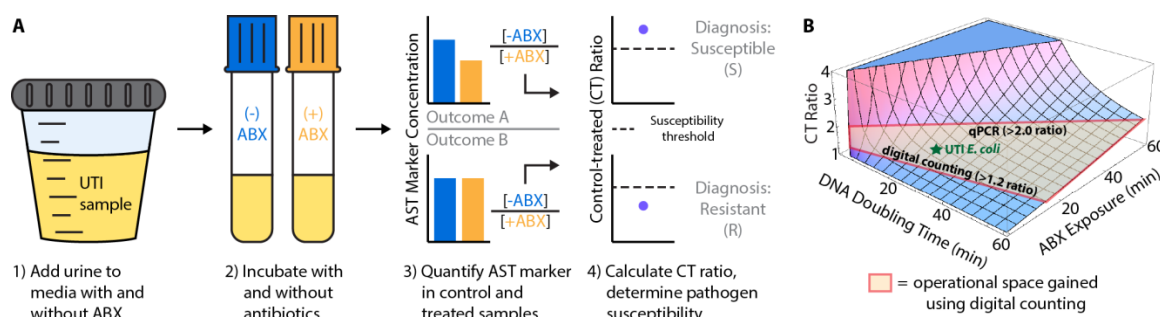 A
UTI
sample
(-)
ABX
(+)
ABX
AST Marker Concentration
[-ABX]
[+ABX]
Outcome A
Outcome B
[-ABX]
[+ABX]
Control-treated (CT) Ratio
Diagnosis:
Susceptible
(S)
Susceptibility
threshold
Diagnosis:
Resistant
(R)
1) Add urine to
media with and
without ABX
2) Incubate with
and without
antibiotics
3) Quantify AST marker
in control and
treated samples
4) Calculate CT ratio,
determine pathogen
susceptibility
B
CT Ratio
4
3
2
1
qPCR (>2.0 ratio)
★UTI E. coli
digital counting (>1.2 ratio)
DNA Doubling Time (min)
20
40
60
ABX Exposure (min)
20
40
60
= operational space gained
using digital counting